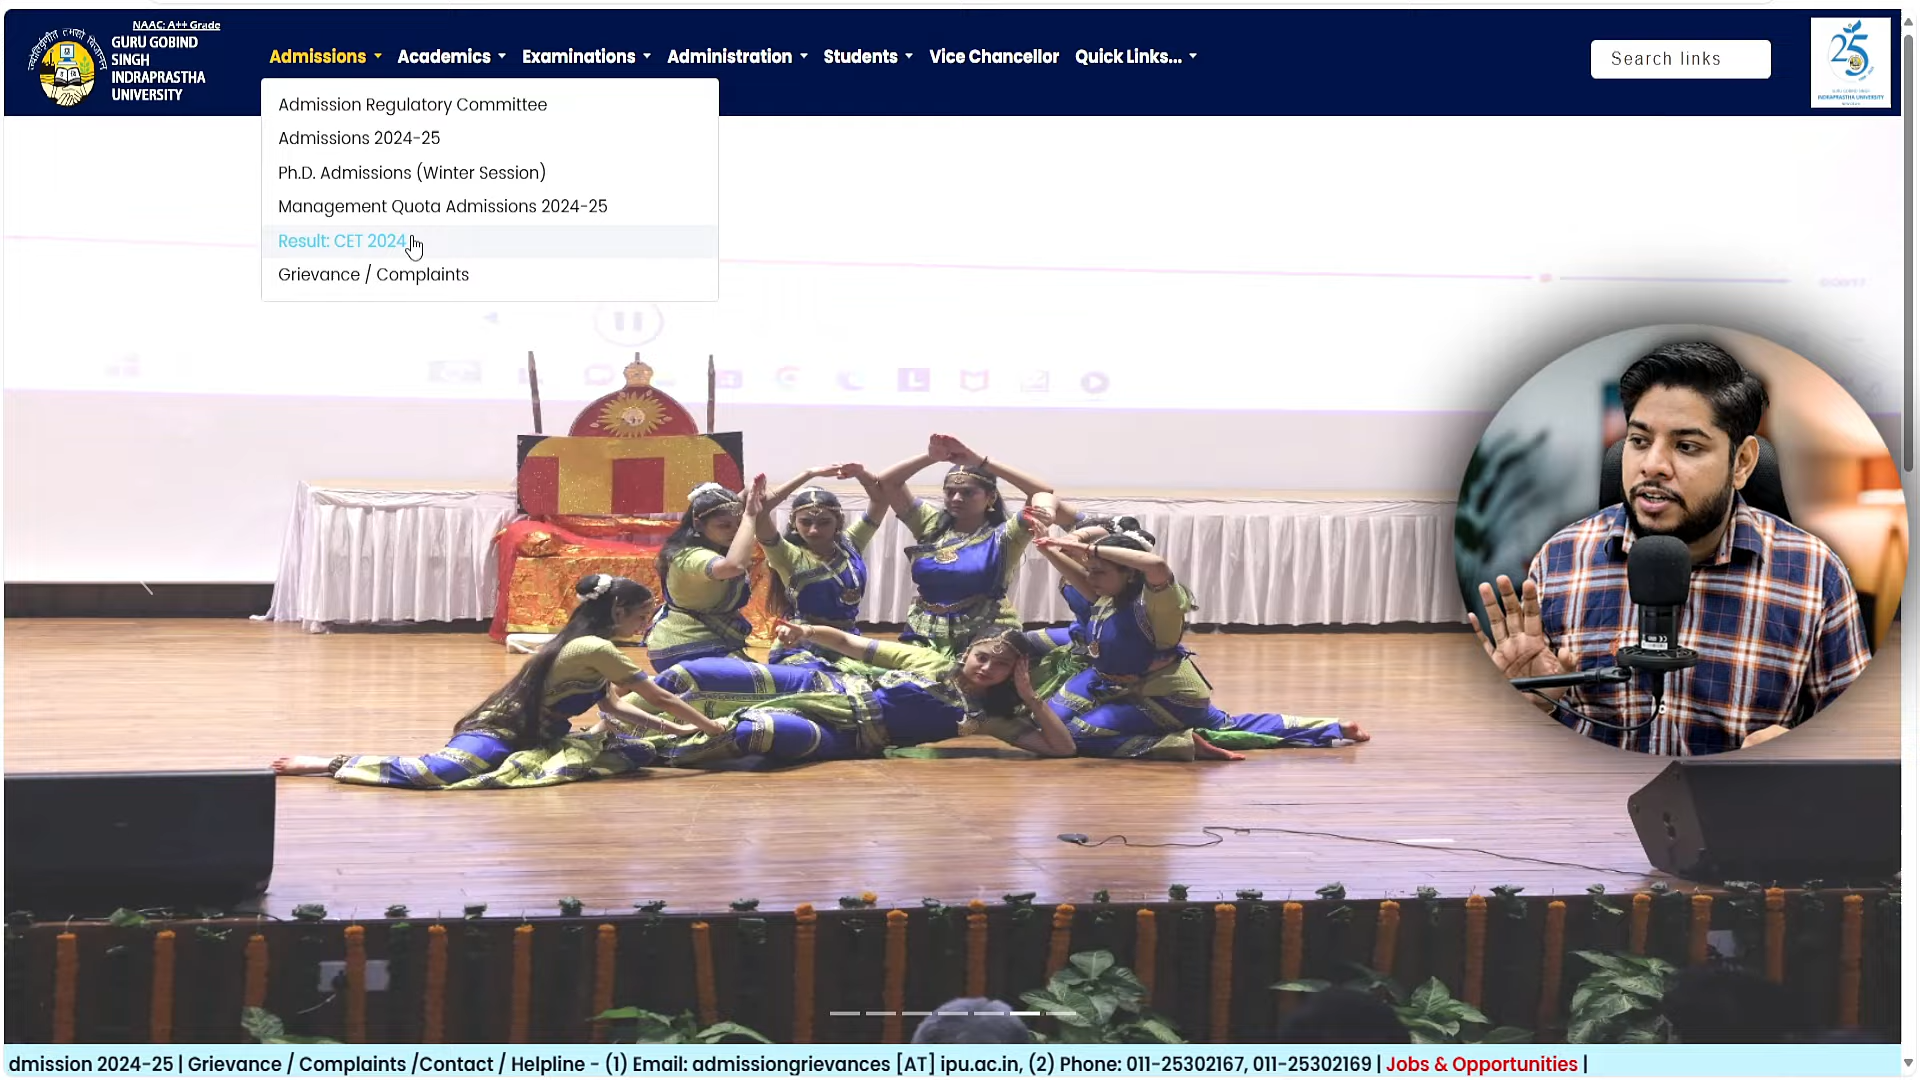 NAAC: A++ Grade
GURU GOBIND
SINGH
INDRAPRASTHA
UNIVERSITY
Admissions
Academics
Examinations
Administration
Students
Vice Chancellor
Quick Links...
Search links
25
INDRAPRASTHA UNIVERSITY
Admission Regulatory Committee
Admissions 2024-25
Ph.D. Admissions (Winter Session)
Management Quota Admissions 2024-25
Result: CET 2024
Grievance / Complaints
dmission 2024-25 | Grievance / Complaints /Contact / Helpline - (1) Email: admissiongrievances [AT] ipu.ac.in, (2) Phone: 011-25302167, 011-25302169 | Jobs & Opportunities |